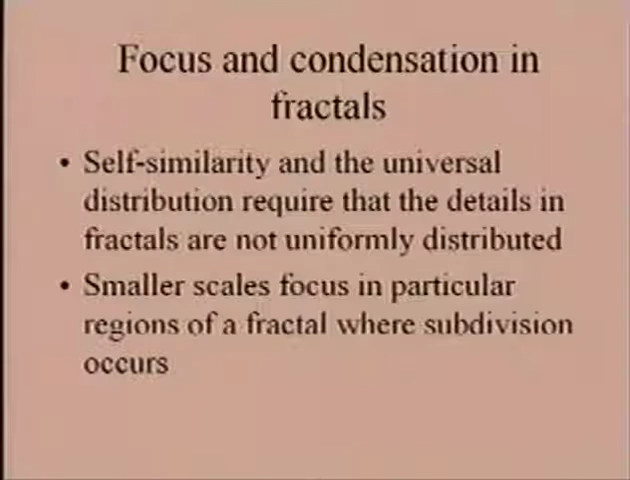 Focus and condensation in
fractals
• Self-similarity and the universal
distribution require that the details in
fractals are not uniformly distributed
• Smaller scales focus in particular
regions of a fractal where subdivision
occurs